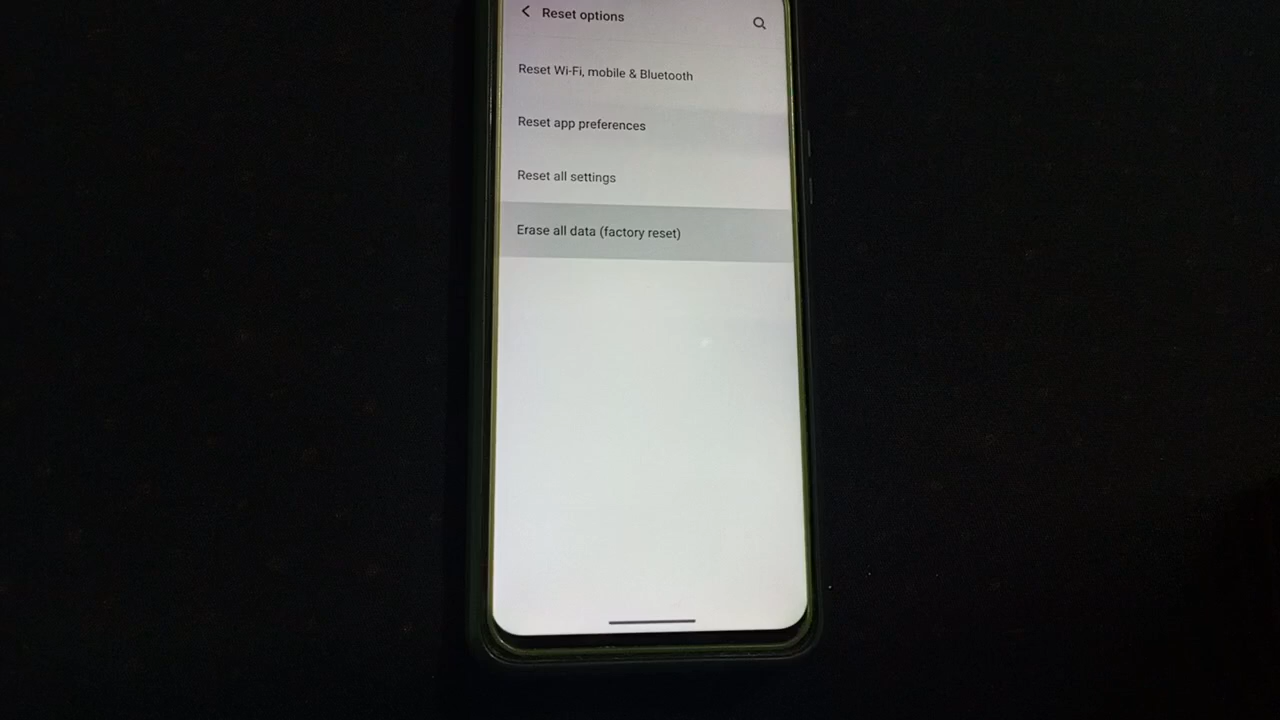 Reset options
Reset Wi-Fi, mobile & Bluetooth
Reset app preferences
Reset all settings
Erase all data (factory reset)